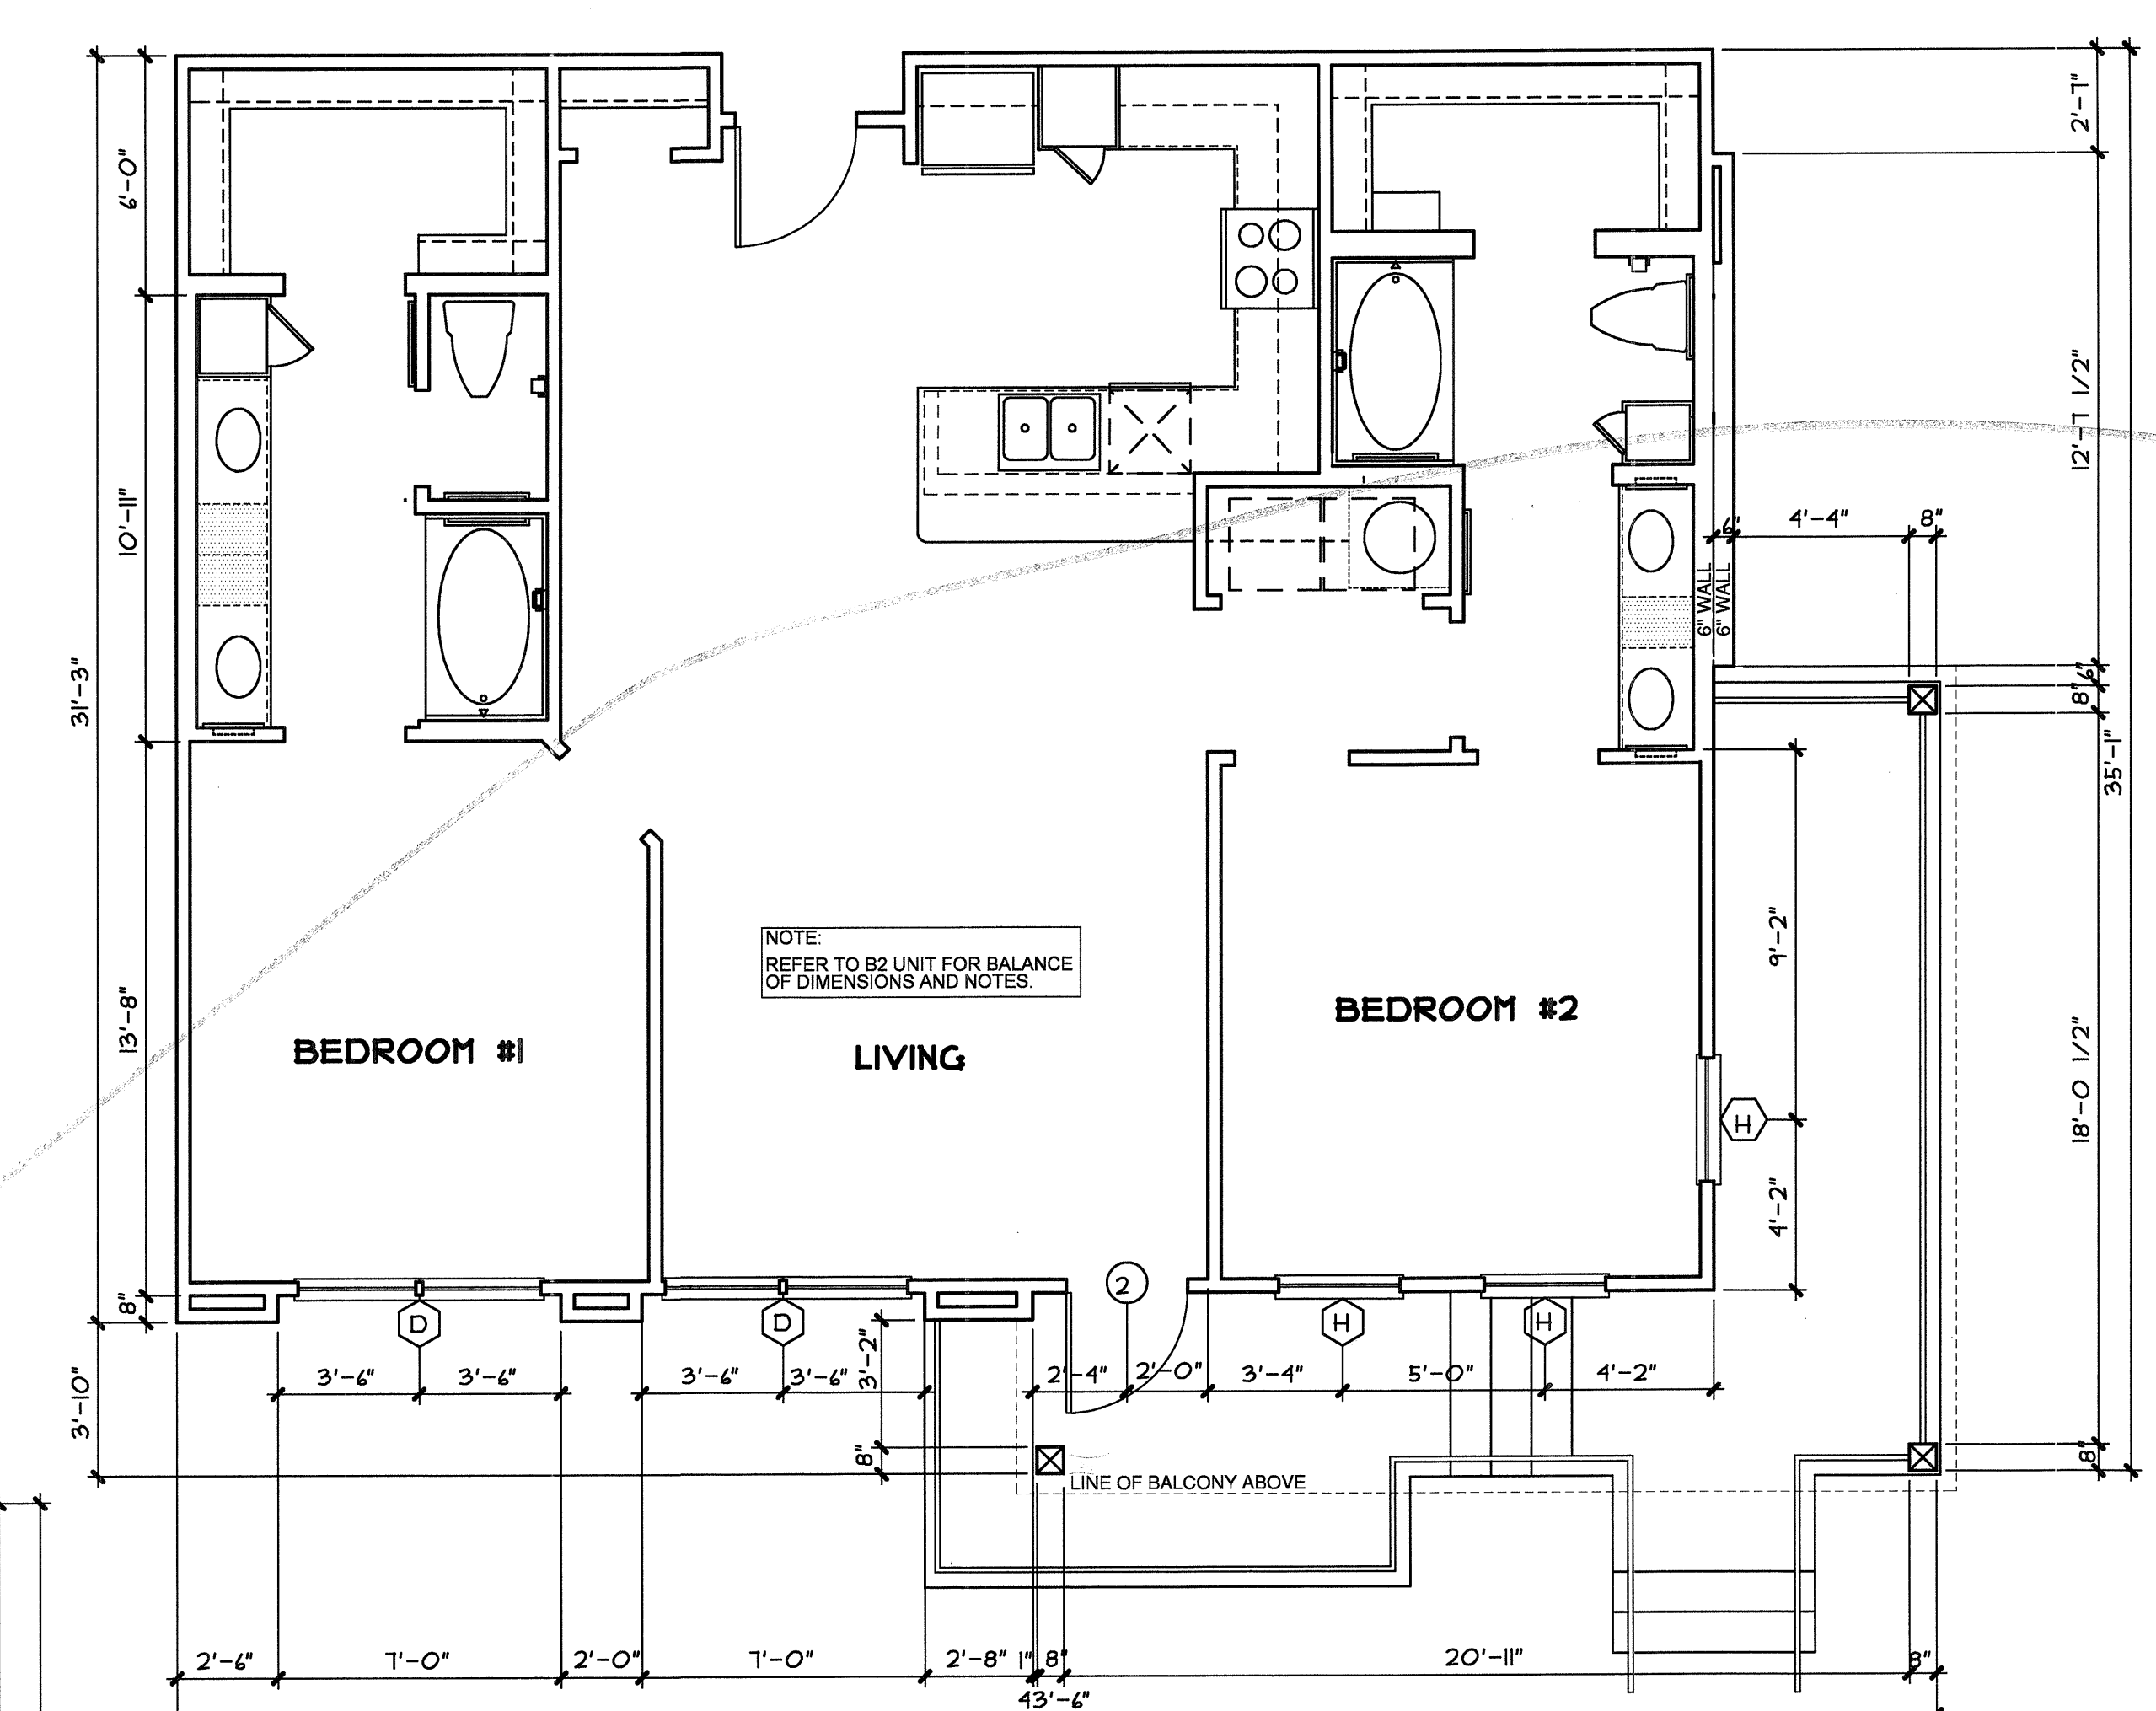 2'-7"
6'-0"
12'-7 1/2"
10'-11"
6"
4'-4"
8"
6" WALL
6" WALL
31'-3"
6"
8"
35'-1"
9'-2"
NOTE:
REFER TO B2 UNIT FOR BALANCE
OF DIMENSIONS AND NOTES.
13'-8"
BEDROOM #1
LIVING
BEDROOM #2
18'-0 1/2"
H
4'-2"
8"
2
D
D
H
H
3'-10"
3'-6"
3'-6"
3'-6"
3'-6"
3'-2"
2'-4"
2'-0"
3'-4"
5'-0"
4'-2"
8"
8"
LINE OF BALCONY ABOVE
2'-6"
7'-0"
2'-0"
7'-0"
2'-8"
1"
8"
20'-11"
8"
43'-6"